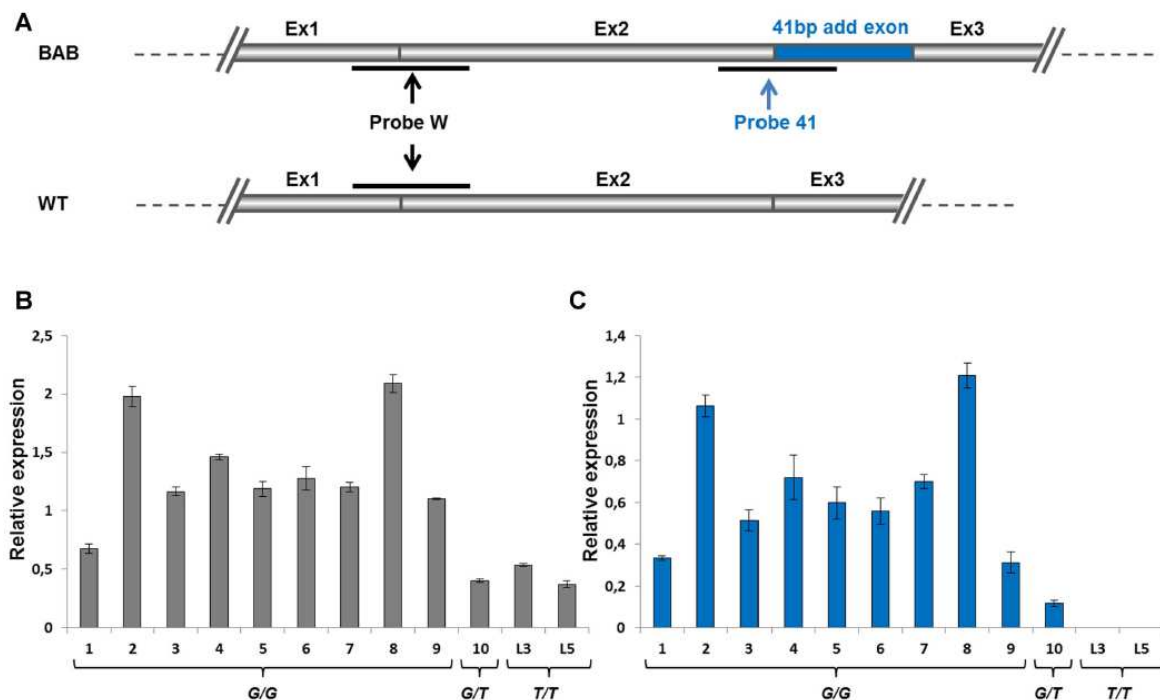 A
Ex1 Ex2 41bp add exon Ex3
BAB
Probe W Probe 41
Ex1 Ex2 Ex3
WT
B
Relative expression
2,5
2
1,5
1
0,5
0
1 2 3 4 5 6 7 8 9 10 L3 L5
G/G G/T T/T
C
Relative expression
1,4
1,2
1
0,8
0,6
0,4
0,2
0
1 2 3 4 5 6 7 8 9 10 L3 L5
G/G G/T T/T